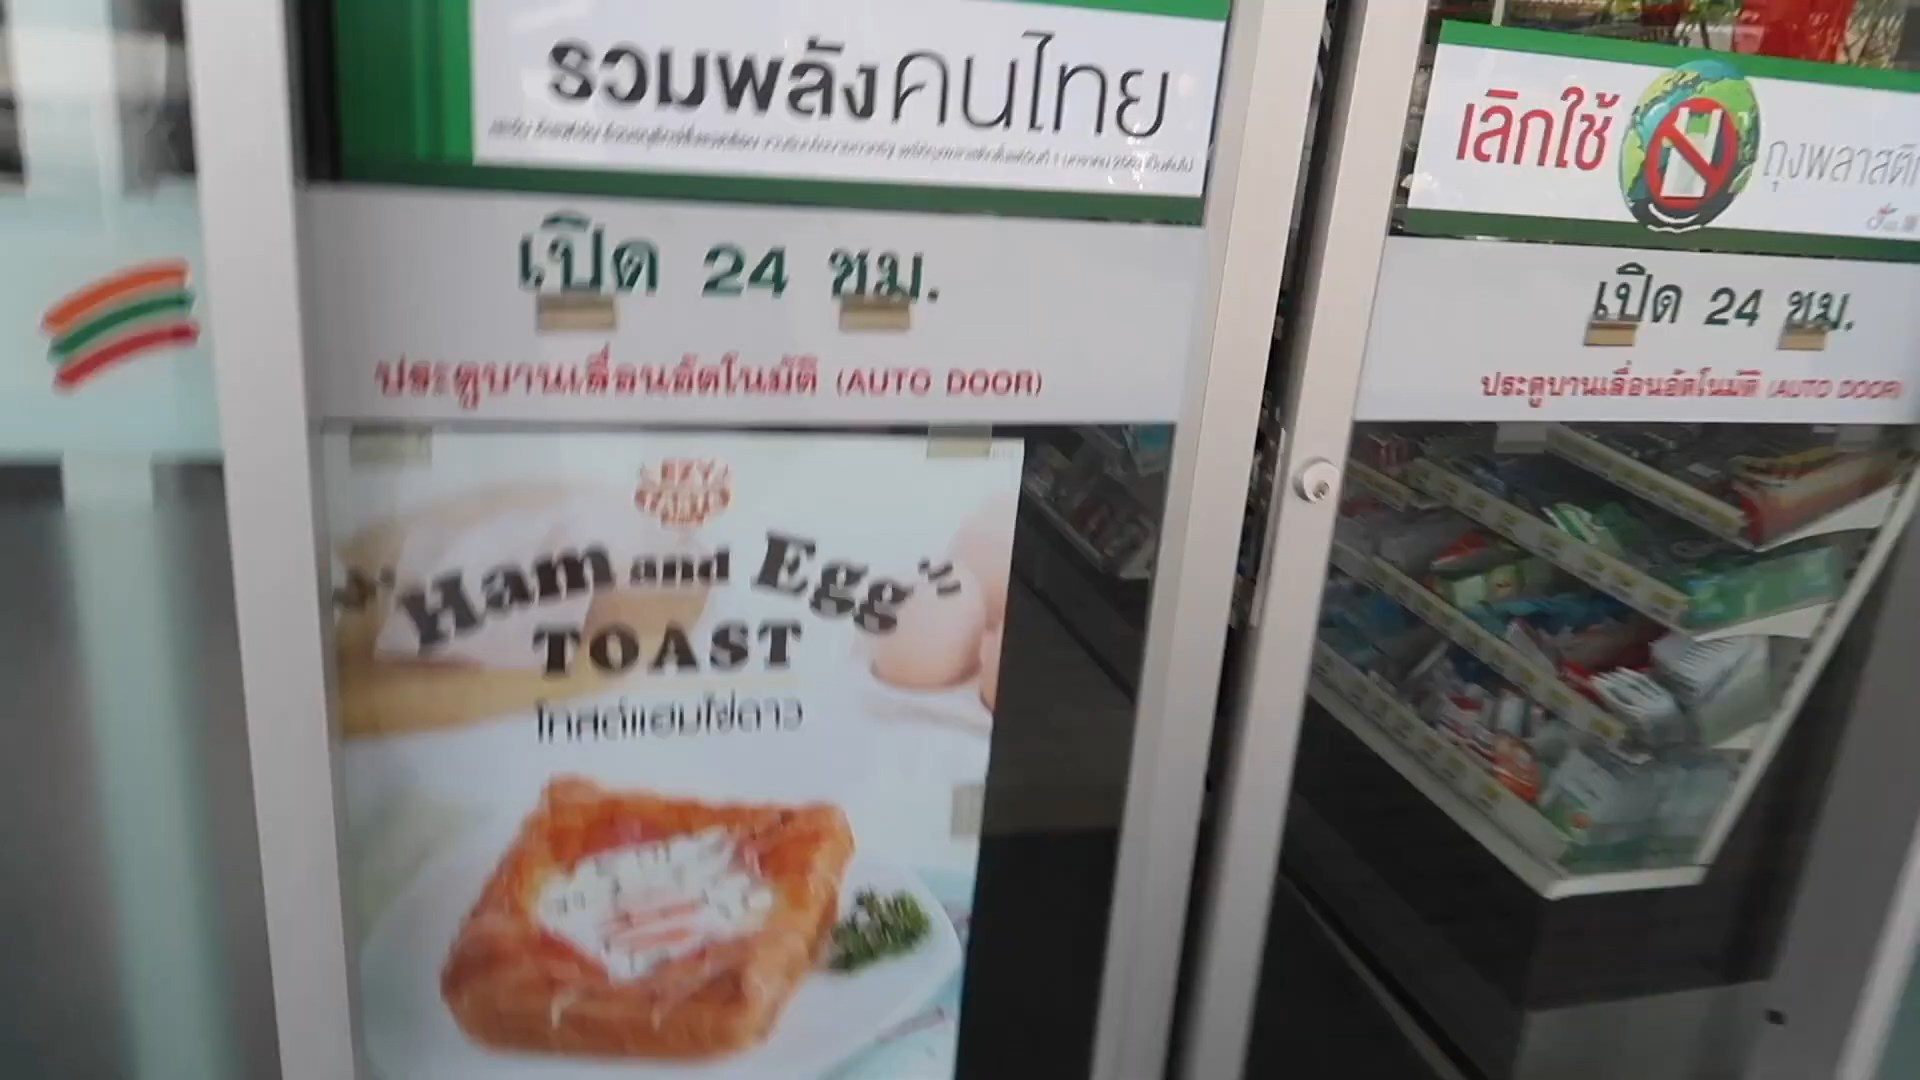 รวมพลังคนไทย
เปิด 24 ชม.
ประตูบานเลื่อนอัตโนมัติ (AUTO DOOR)
EZY
"Ham and Egg"
TOAST
โทสต์แฮมไข่ดาว
เลิกใช้ ถุงพลาสติก
เปิด 24 ชม.
ประตูบานเลื่อนอัตโนมัติ (AUTO DOOR)